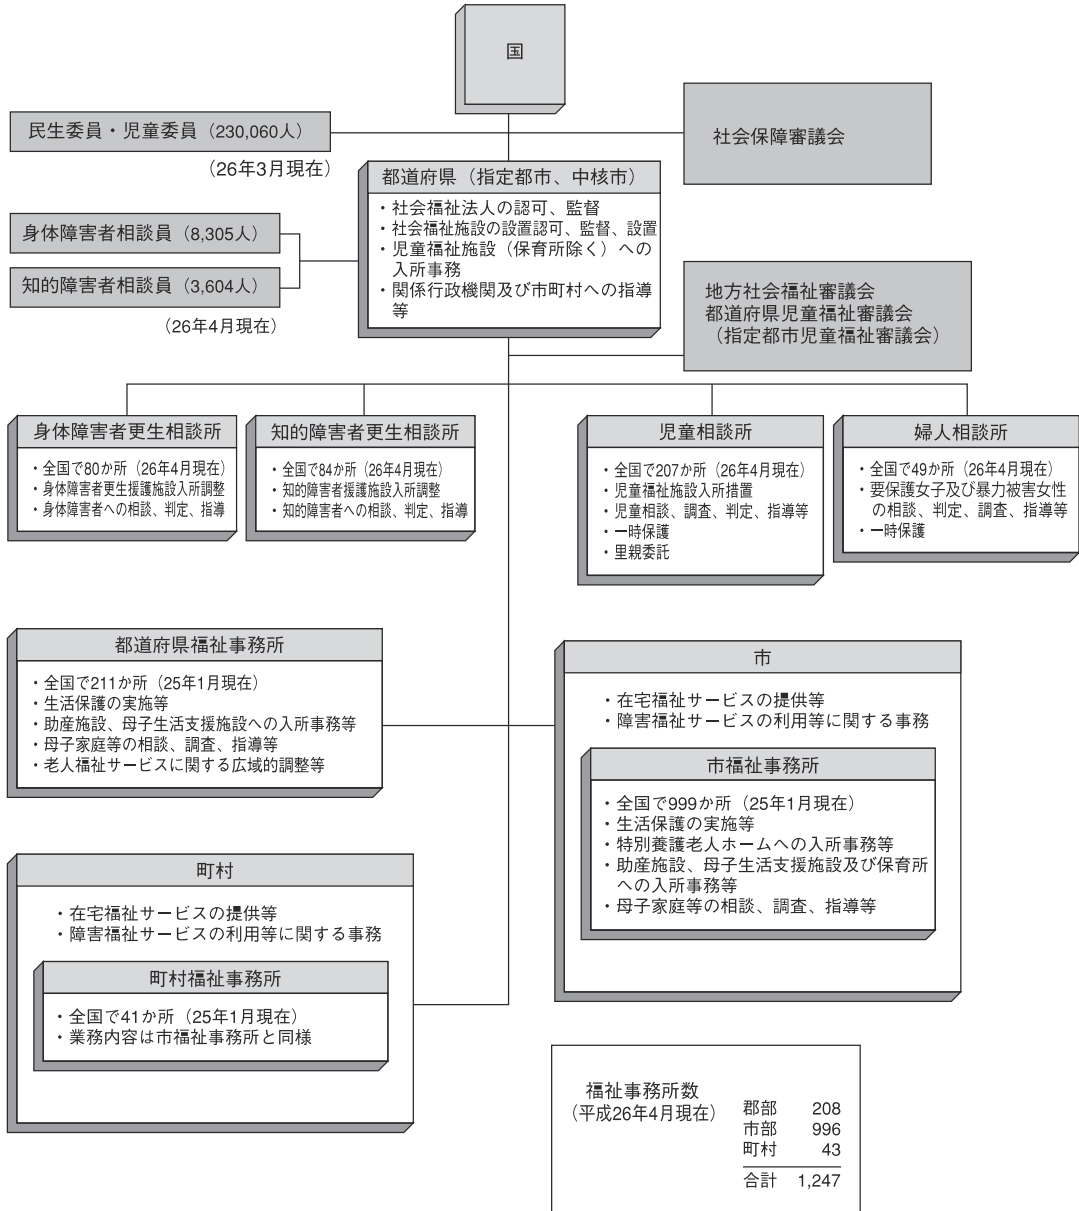 国
民生委員・児童委員（230,060人）
（26年3月現在）
社会保障審議会
都道府県（指定都市、中核市）
・社会福祉法人の認可、監督
・社会福祉施設の設置認可、監督、設置
・児童福祉施設（保育所除く）への
入所事務
・関係行政機関及び市町村への指導
等
身体障害者相談員（8,305人）
知的障害者相談員（3,604人）
（26年4月現在）
地方社会福祉審議会
都道府県児童福祉審議会
（指定都市児童福祉審議会）
身体障害者更生相談所
・全国で80か所（26年4月現在）
・身体障害者更生援護施設入所調整
・身体障害者への相談、判定、指導
知的障害者更生相談所
・全国で84か所（26年4月現在）
・知的障害者援護施設入所調整
・知的障害者への相談、判定、指導
児童相談所
・全国で207か所（26年4月現在）
・児童福祉施設入所措置
・児童相談、調査、判定、指導等
・一時保護
・里親委託
婦人相談所
・全国で49か所（26年4月現在）
・要保護女子及び暴力被害女性
の相談、判定、調査、指導等
・一時保護
都道府県福祉事務所
・全国で211か所（25年1月現在）
・生活保護の実施等
・助産施設、母子生活支援施設への入所事務等
・母子家庭等の相談、調査、指導等
・老人福祉サービスに関する広域的調整等
市
・在宅福祉サービスの提供等
・障害福祉サービスの利用等に関する事務
市福祉事務所
・全国で999か所（25年1月現在）
・生活保護の実施等
・特別養護老人ホームへの入所事務等
・助産施設、母子生活支援施設及び保育所
への入所事務等
・母子家庭等の相談、調査、指導等
町村
・在宅福祉サービスの提供等
・障害福祉サービスの利用等に関する事務
町村福祉事務所
・全国で41か所（25年1月現在）
・業務内容は市福祉事務所と同様
福祉事務所数
（平成26年4月現在）
郡部 208
市部 996
町村 43
合計 1,247